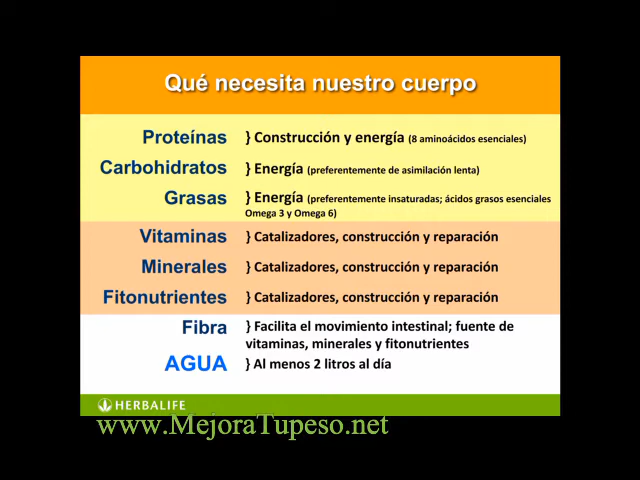 Qué necesita nuestro cuerpo
Proteínas } Construcción y energía (8 aminoácidos esenciales)
Carbohidratos } Energía (preferentemente de asimilación lenta)
Grasas } Energía (preferentemente insaturadas; ácidos grasos esenciales
Omega 3 y Omega 6)
Vitaminas } Catalizadores, construcción y reparación
Minerales } Catalizadores, construcción y reparación
Fitonutrientes } Catalizadores, construcción y reparación
Fibra } Facilita el movimiento intestinal; fuente de
vitaminas, minerales y fitonutrientes
AGUA } Al menos 2 litros al día
HERBALIFE
www.MejoraTupeso.net